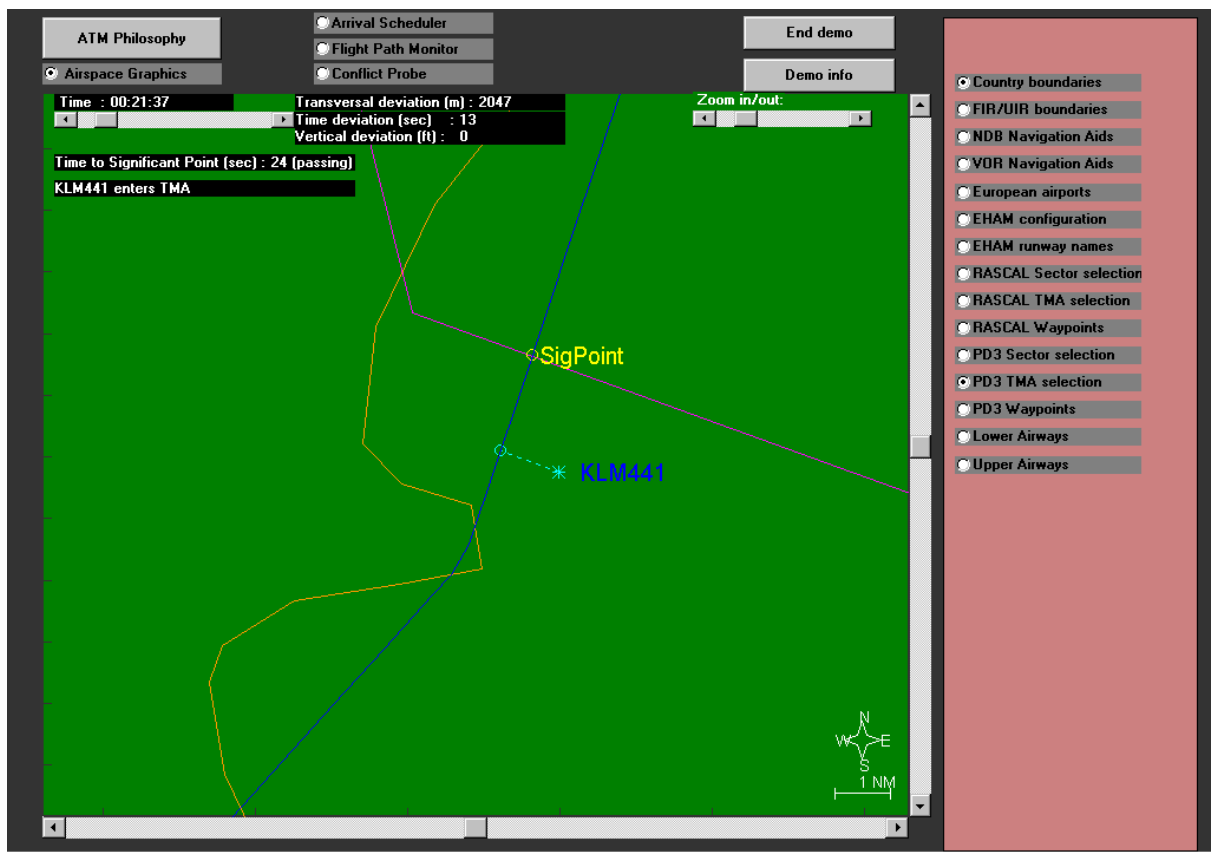 ATM Philosophy
Airspace Graphics
Arrival Scheduler
Flight Path Monitor
Conflict Probe
End demo
Demo info
Time : 00:21:37
Transversal deviation (m) : 2047
Time deviation (sec) : 13
Vertical deviation (ft) : 0
Zoom in/out:
Time to Significant Point (sec) : 24 (passing)
KLM441 enters TMA
SigPoint
KLM441
N
W E
S
1 NM
Country boundaries
FIR/UIR boundaries
NDB Navigation Aids
VOR Navigation Aids
European airports
EHAM configuration
EHAM runway names
RASCAL Sector selection
RASCAL TMA selection
RASCAL Waypoints
PD3 Sector selection
PD3 TMA selection
PD3 Waypoints
Lower Airways
Upper Airways